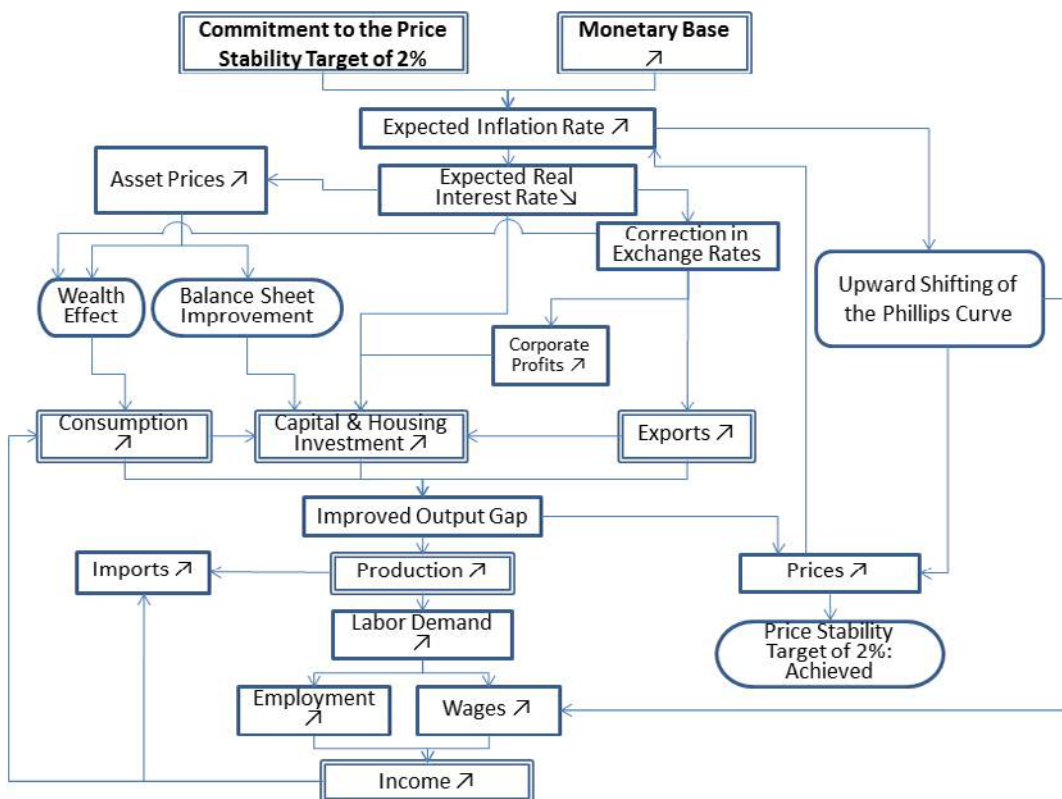 Commitment to the Price
Stability Target of 2%
Monetary Base
↗
Expected Inflation Rate ↗
Asset Prices ↗
Expected Real
Interest Rate↘
Correction in
Exchange Rates
Wealth
Effect
Balance Sheet
Improvement
Upward Shifting of
the Phillips Curve
Corporate
Profits ↗
Consumption
↗
Capital & Housing
Investment ↗
Exports ↗
Improved Output Gap
Imports ↗
Production ↗
Prices ↗
Labor Demand
↗
Price Stability
Target of 2%:
Achieved
Employment
↗
Wages ↗
Income ↗